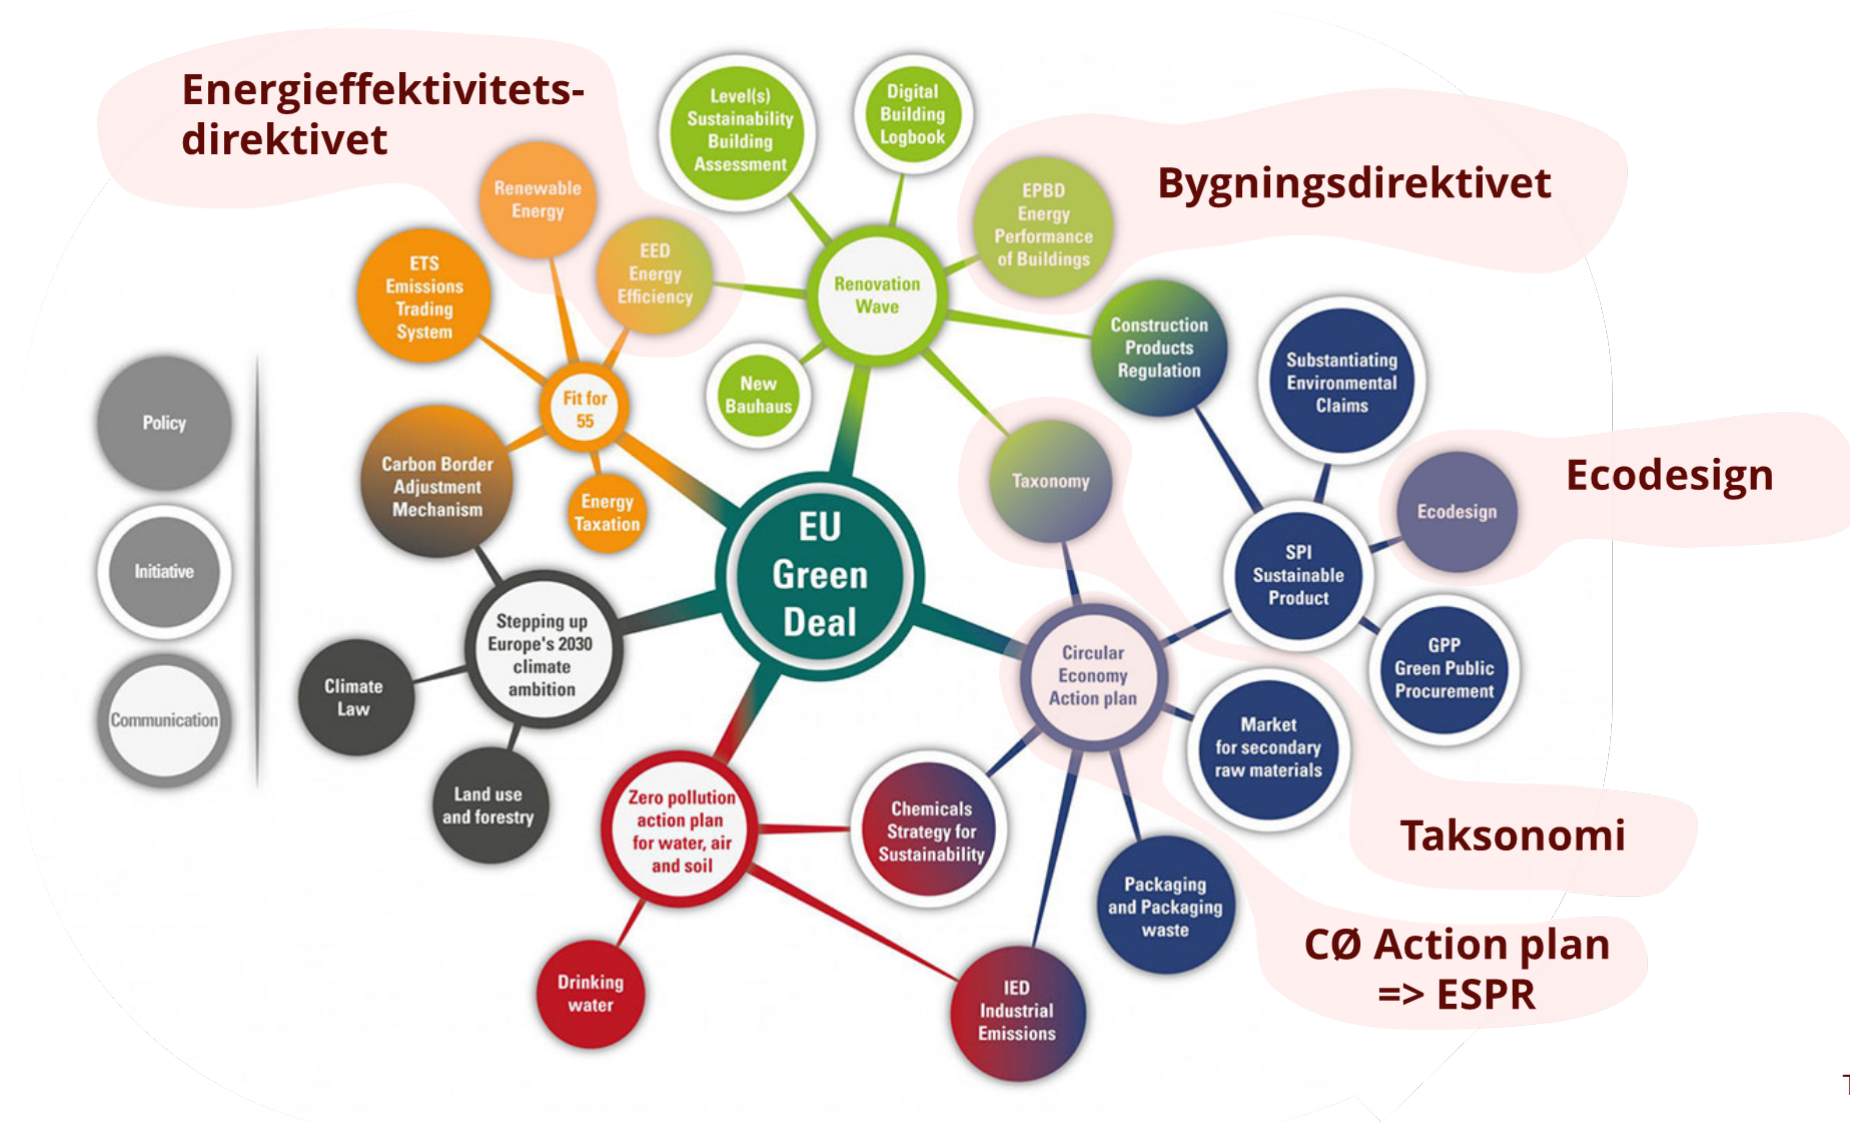 Energieffektivitets-
direktivet
Level(s)
Sustainability
Building
Assessment
Digital
Building
Logbook
Renewable
Energy
EPBD
Energy
Performance
of Buildings
Bygningsdirektivet
ETS
Emissions
Trading
System
EED
Energy
Efficiency
Renovation
Wave
Construction
Products
Regulation
Substantiating
Environmental
Claims
New
Bauhaus
Fit for
55
Policy
Carbon Border
Adjustment
Mechanism
Energy
Taxation
Taxonomy
Ecodesign
Ecodesign
EU
Green
Deal
SPI
Sustainable
Product
Initiative
Stepping up
Europe's 2030
climate
ambition
Circular
Economy
Action plan
GPP
Green Public
Procurement
Climate
Law
Communication
Market
for secondary
raw materials
Land use
and forestry
Zero pollution
action plan
for water, air
and soil
Chemicals
Strategy for
Sustainability
Taksonomi
Packaging
and Packaging
waste
CØ Action plan
=> ESPR
Drinking
water
IED
Industrial
Emissions
T